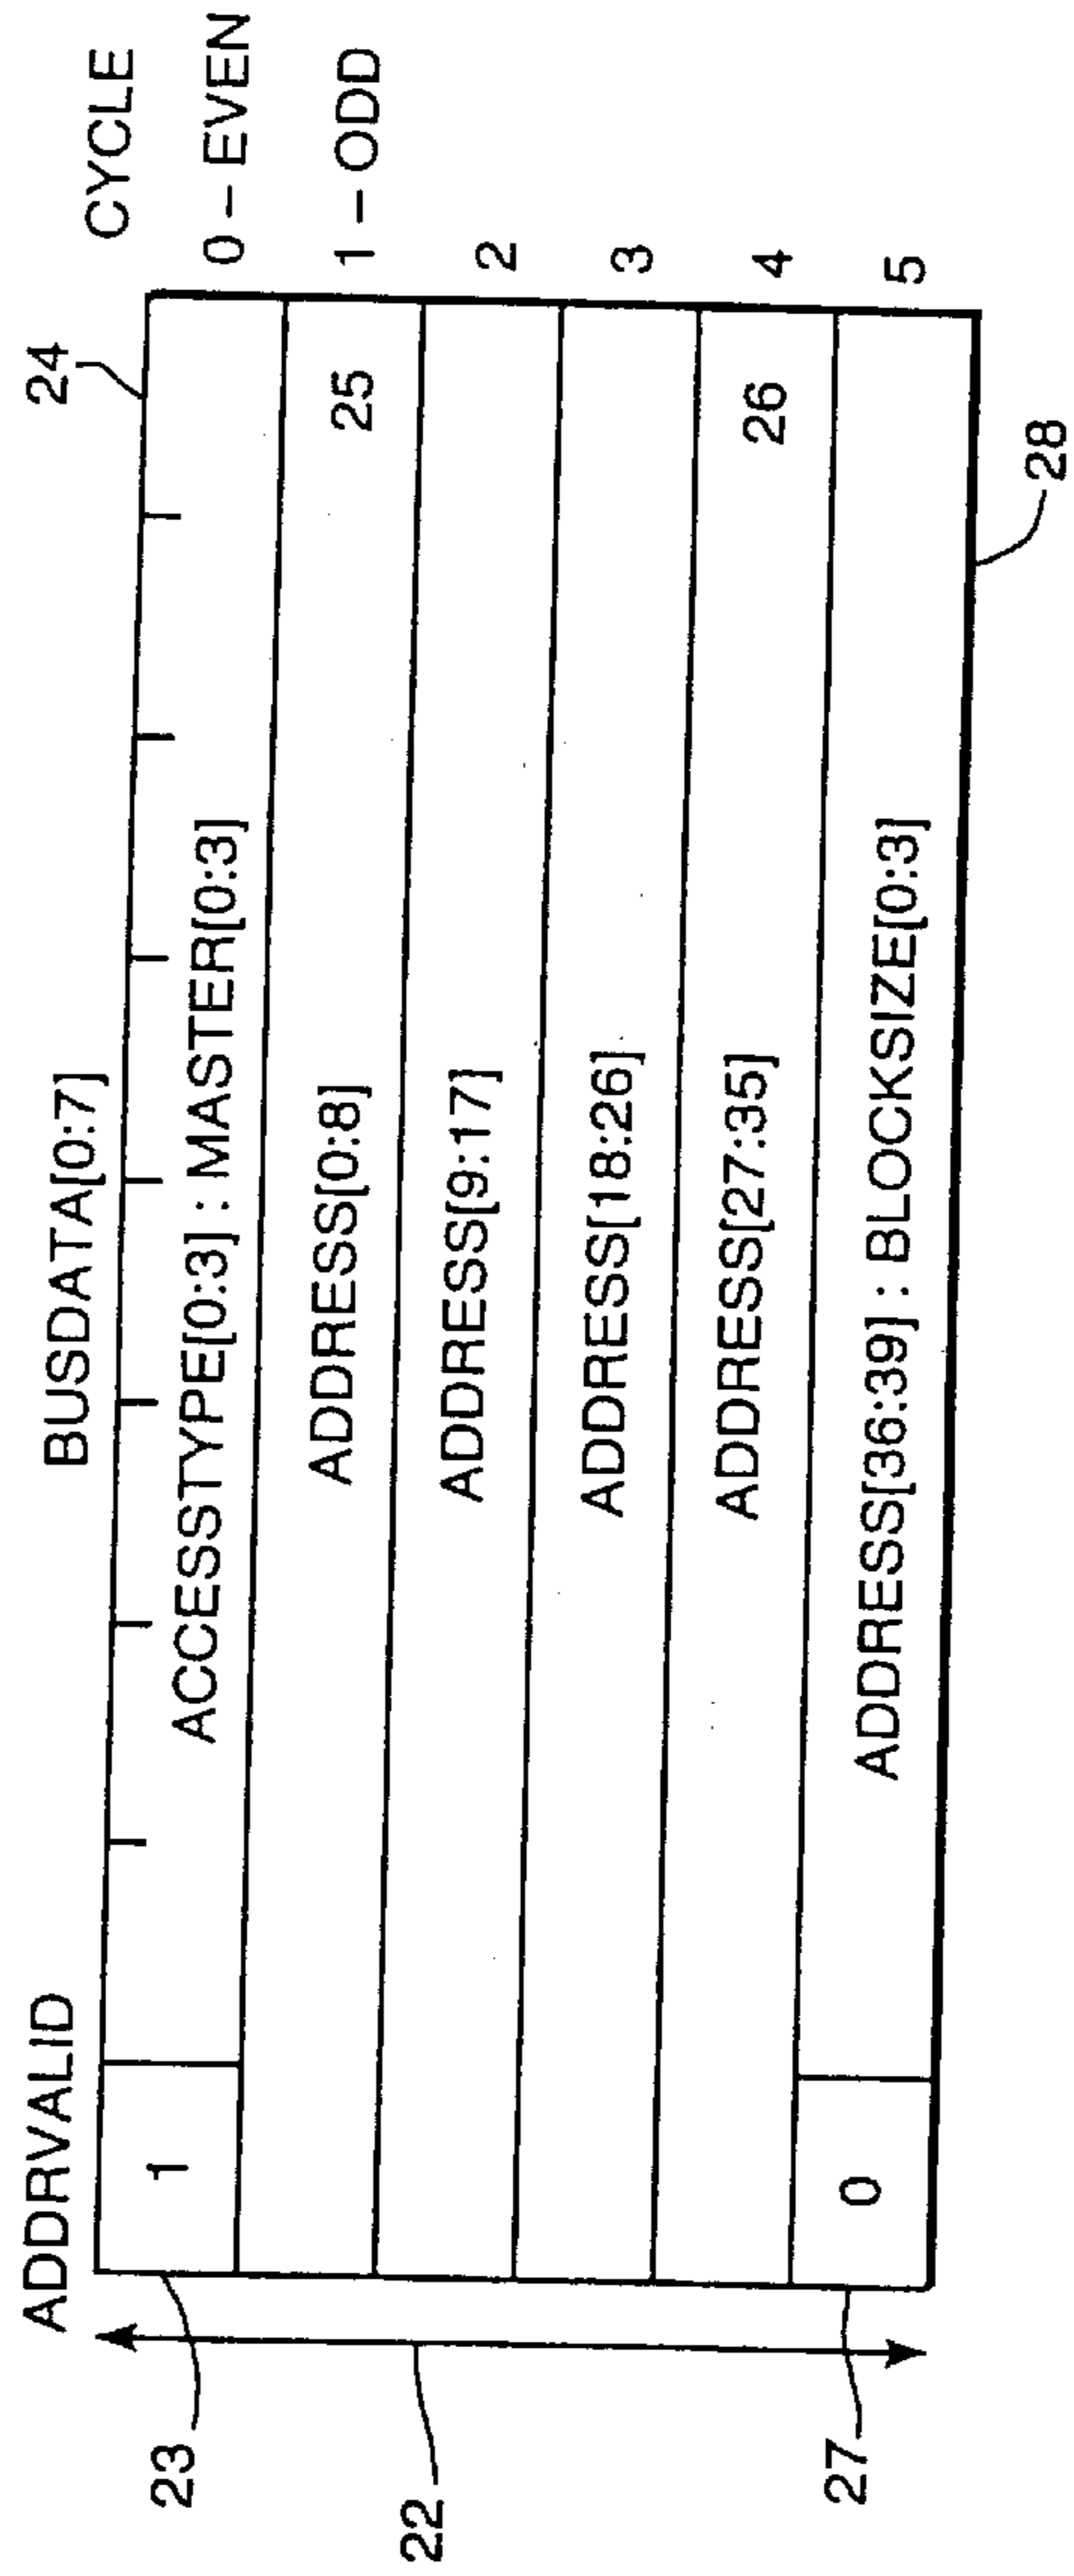 ADDRVALID BUSDATA[0:7] 24 CYCLE
23 1 ACCESSTYPE[0:3] : MASTER[0:3] 0 – EVEN
ADDRESS[0:8] 25 1 – ODD
22 ADDRESS[9:17] 2
ADDRESS[18:26] 3
ADDRESS[27:35] 26 4
27 0 ADDRESS[36:39] : BLOCKSIZE[0:3] 5
28